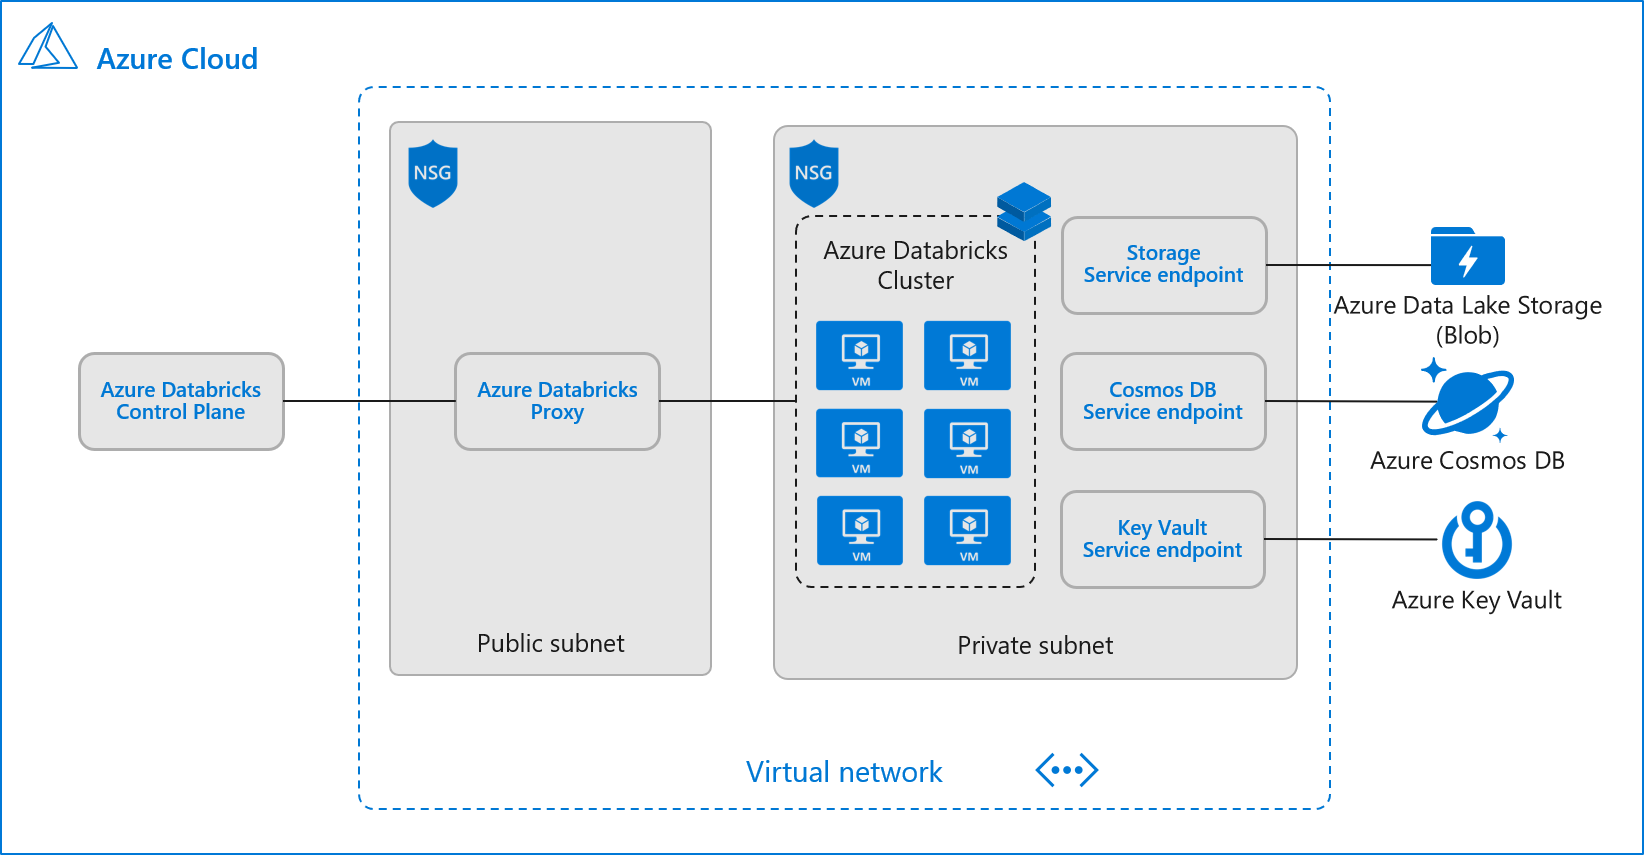 Azure Cloud
NSG
NSG
Azure Databricks
Cluster
VM
VM
VM
VM
VM
VM
Azure Databricks
Control Plane
Azure Databricks
Proxy
Storage
Service endpoint
Cosmos DB
Service endpoint
Key Vault
Service endpoint
Azure Data Lake Storage
(Blob)
Azure Cosmos DB
Azure Key Vault
Public subnet
Private subnet
Virtual network